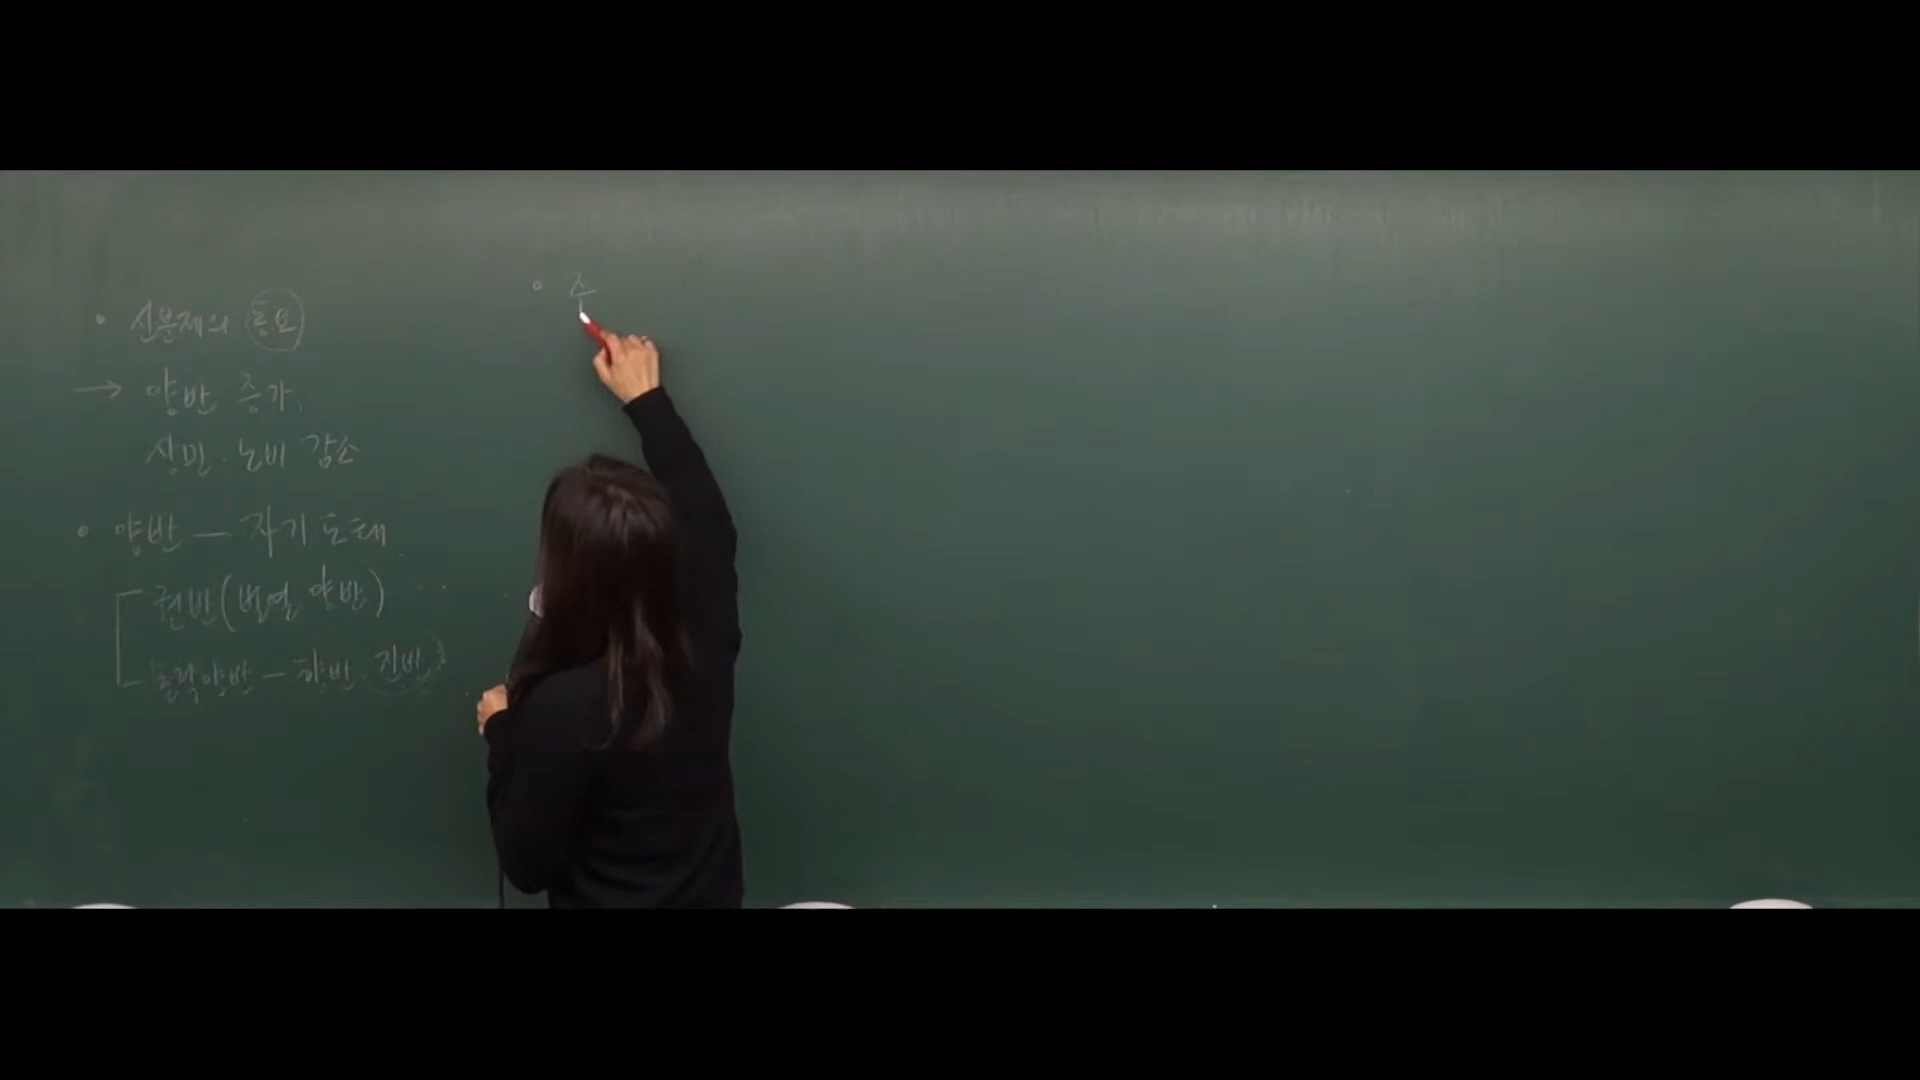 • 신분제의 동요
→ 양반 증가.
상민·노비 감소
• 양반 — 자기 도태
권반(벌열 양반)
몰락양반 — 향반, 잔반